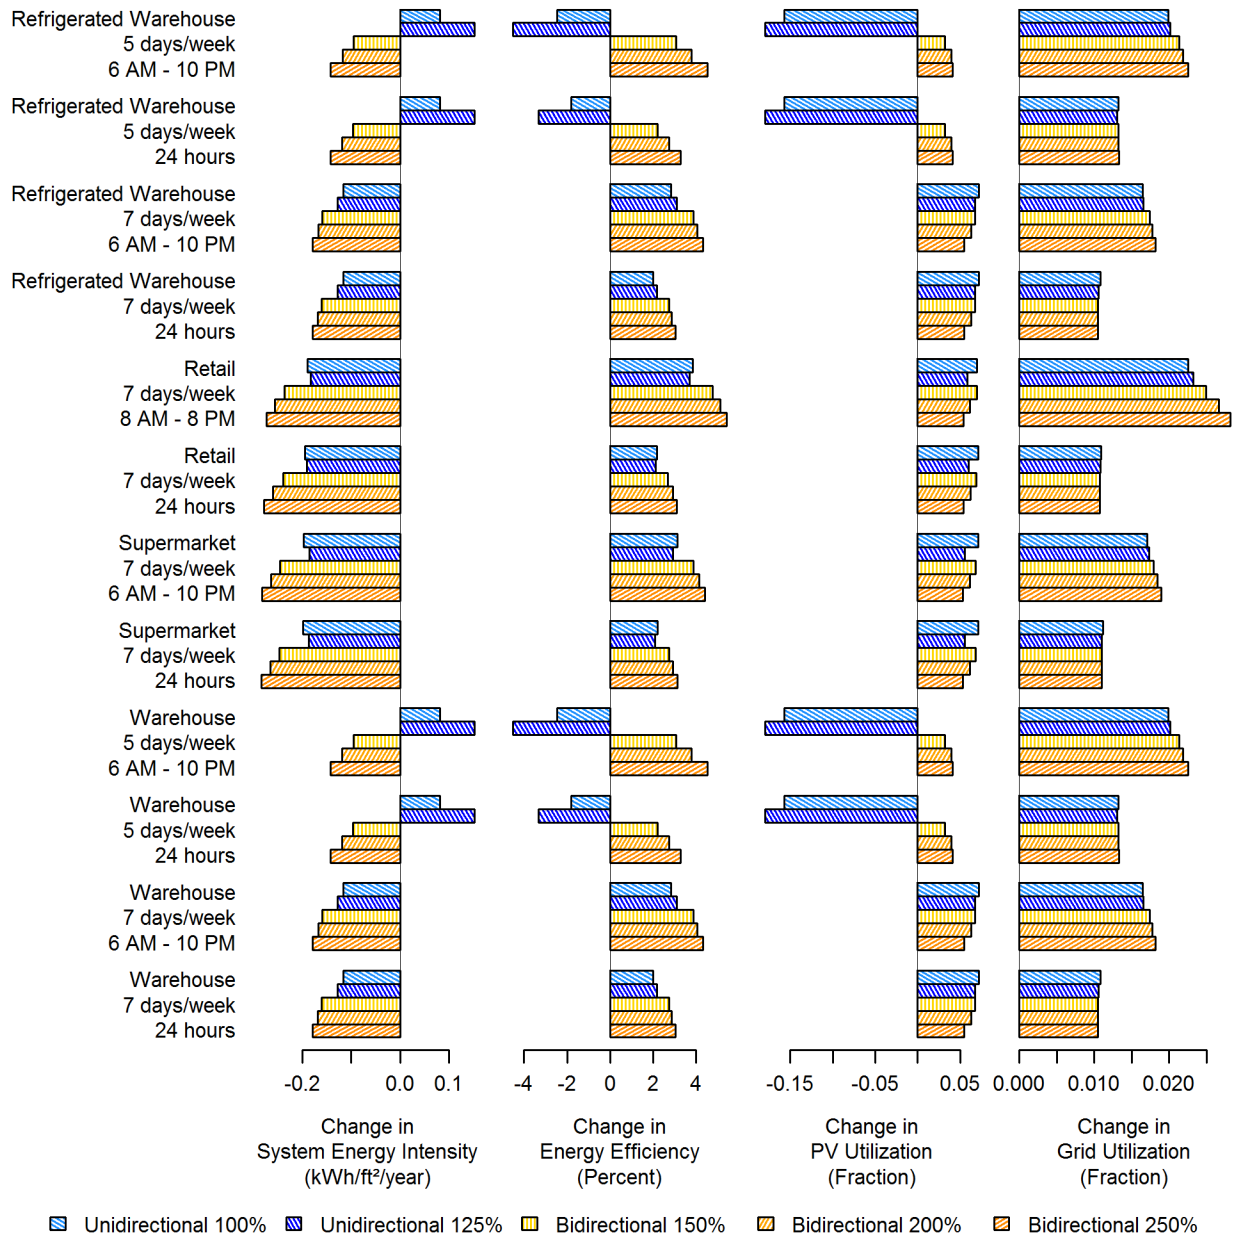 Refrigerated Warehouse
5 days/week
6 AM - 10 PM
Refrigerated Warehouse
5 days/week
24 hours
Refrigerated Warehouse
7 days/week
6 AM - 10 PM
Refrigerated Warehouse
7 days/week
24 hours
Retail
7 days/week
8 AM - 8 PM
Retail
7 days/week
24 hours
Supermarket
7 days/week
6 AM - 10 PM
Supermarket
7 days/week
24 hours
Warehouse
5 days/week
6 AM - 10 PM
Warehouse
5 days/week
24 hours
Warehouse
7 days/week
6 AM - 10 PM
Warehouse
7 days/week
24 hours
-0.2 0.0 0.1
-4 -2 0 2 4
-0.15 -0.05 0.05
0.000 0.010 0.020
Change in
System Energy Intensity
(kWh/ft²/year)
Change in
Energy Efficiency
(Percent)
Change in
PV Utilization
(Fraction)
Change in
Grid Utilization
(Fraction)
Unidirectional 100% Unidirectional 125% Bidirectional 150% Bidirectional 200% Bidirectional 250%